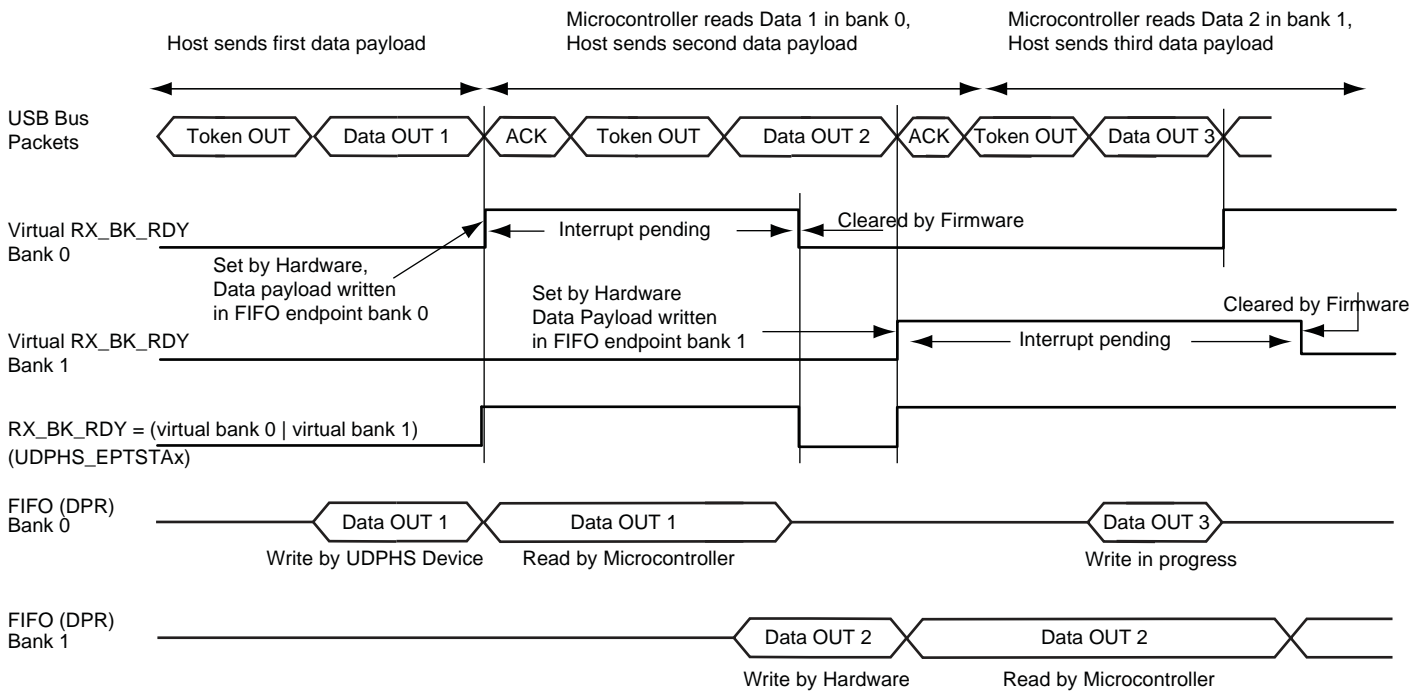 Host sends first data payload
Microcontroller reads Data 1 in bank 0,
Host sends second data payload
Microcontroller reads Data 2 in bank 1,
Host sends third data payload
USB Bus
Packets
Token OUT
Data OUT 1
ACK
Token OUT
Data OUT 2
ACK
Token OUT
Data OUT 3
Virtual RX_BK_RDY
Bank 0
Interrupt pending
Cleared by Firmware
Set by Hardware,
Data payload written
in FIFO endpoint bank 0
Set by Hardware
Data Payload written
in FIFO endpoint bank 1
Cleared by Firmware
Virtual RX_BK_RDY
Bank 1
Interrupt pending
RX_BK_RDY = (virtual bank 0 | virtual bank 1)
(UDPHS_EPTSTAx)
FIFO (DPR)
Bank 0
Data OUT 1
Data OUT 1
Data OUT 3
Write by UDPHS Device
Read by Microcontroller
Write in progress
FIFO (DPR)
Bank 1
Data OUT 2
Data OUT 2
Write by Hardware
Read by Microcontroller